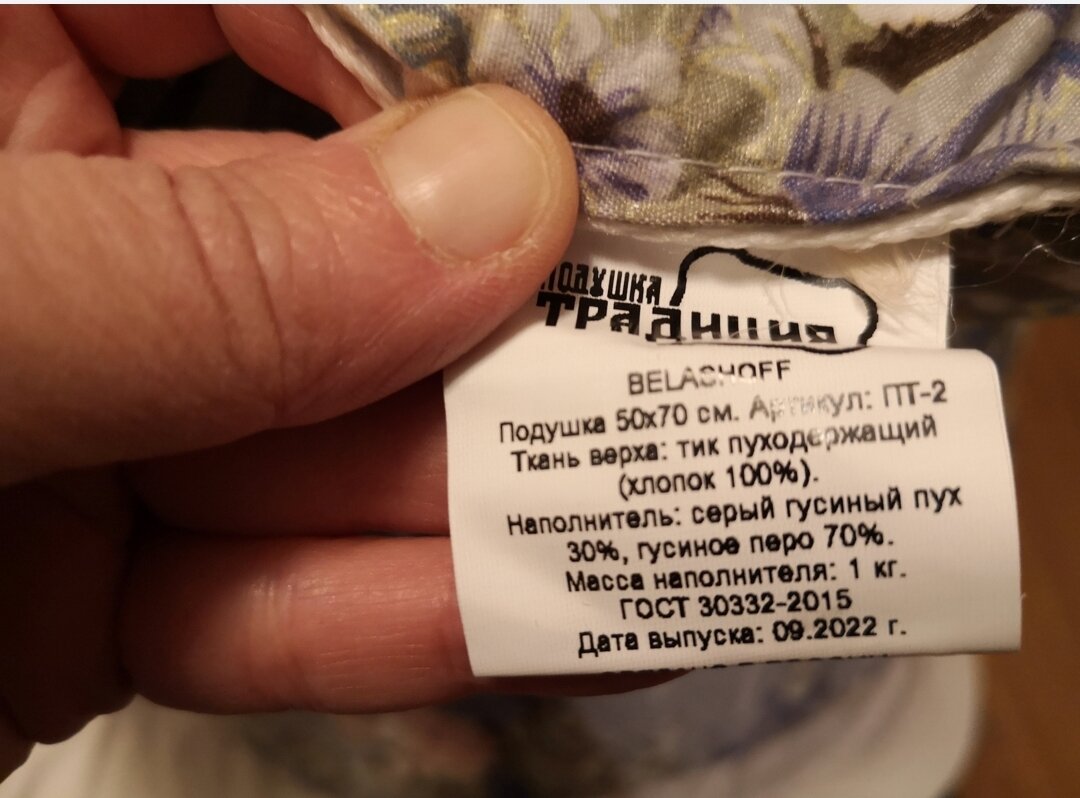 ПОДУШКА
ТРАДИЦИЯ
BELASHOFF
Подушка 50х70 см. Артикул: ПТ-2
Ткань верха: тик пуходержащий
(хлопок 100%).
Наполнитель: серый гусиный пух
30%, гусиное перо 70%.
Масса наполнителя: 1 кг.
ГОСТ 30332-2015
Дата выпуска: 09.2022 г.